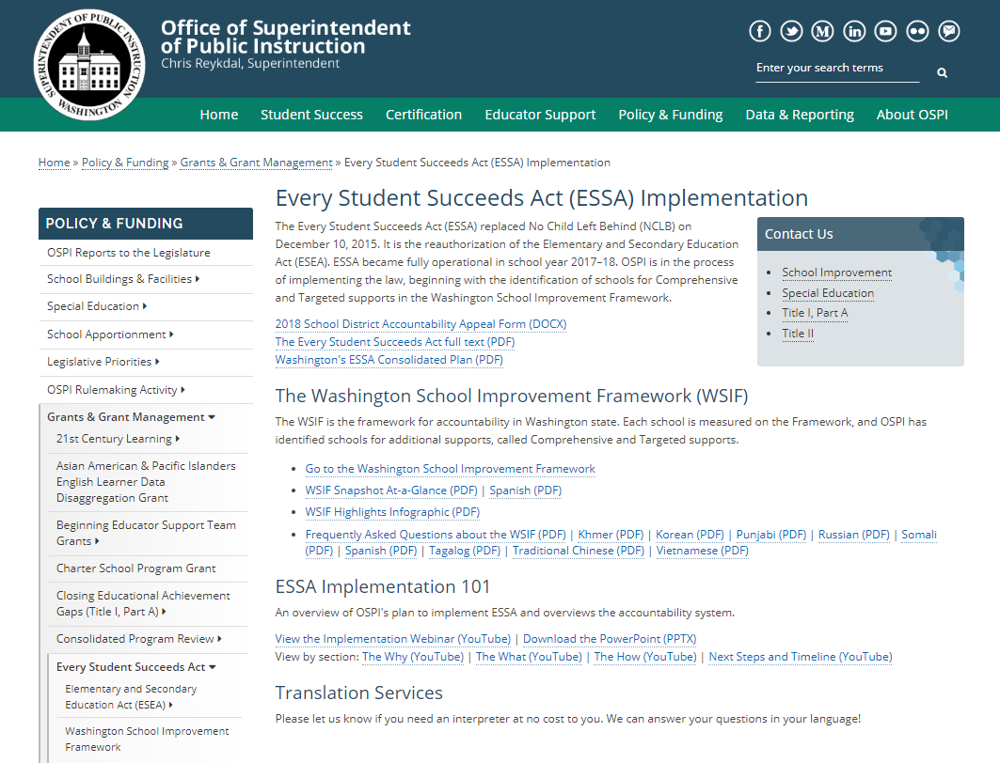 SUPERINTENDENT OF PUBLIC INSTRUCTION
WASHINGTON
Office of Superintendent
of Public Instruction
Chris Reykdal, Superintendent
Enter your search terms
Home Student Success Certification Educator Support Policy & Funding Data & Reporting About OSPI
Home » Policy & Funding » Grants & Grant Management » Every Student Succeeds Act (ESSA) Implementation
POLICY & FUNDING
OSPI Reports to the Legislature
School Buildings & Facilities
Special Education
School Apportionment
Legislative Priorities
OSPI Rulemaking Activity
Grants & Grant Management
21st Century Learning
Asian American & Pacific Islanders
English Learner Data
Disaggregation Grant
Beginning Educator Support Team
Grants
Charter School Program Grant
Closing Educational Achievement
Gaps (Title I, Part A)
Consolidated Program Review
Every Student Succeeds Act
Elementary and Secondary
Education Act (ESEA)
Washington School Improvement
Framework
Every Student Succeeds Act (ESSA) Implementation
The Every Student Succeeds Act (ESSA) replaced No Child Left Behind (NCLB) on
December 10, 2015. It is the reauthorization of the Elementary and Secondary Education
Act (ESEA). ESSA became fully operational in school year 2017–18. OSPI is in the process
of implementing the law, beginning with the identification of schools for Comprehensive
and Targeted supports in the Washington School Improvement Framework.
2018 School District Accountability Appeal Form (DOCX)
The Every Student Succeeds Act full text (PDF)
Washington's ESSA Consolidated Plan (PDF)
Contact Us
School Improvement
Special Education
Title I, Part A
Title II
The Washington School Improvement Framework (WSIF)
The WSIF is the framework for accountability in Washington state. Each school is measured on the Framework, and OSPI has
identified schools for additional supports, called Comprehensive and Targeted supports.
Go to the Washington School Improvement Framework
WSIF Snapshot At-a-Glance (PDF) | Spanish (PDF)
WSIF Highlights Infographic (PDF)
Frequently Asked Questions about the WSIF (PDF) | Khmer (PDF) | Korean (PDF) | Punjabi (PDF) | Russian (PDF) | Somali
(PDF) | Spanish (PDF) | Tagalog (PDF) | Traditional Chinese (PDF) | Vietnamese (PDF)
ESSA Implementation 101
An overview of OSPI's plan to implement ESSA and overviews the accountability system.
View the Implementation Webinar (YouTube) | Download the PowerPoint (PPTX)
View by section: The Why (YouTube) | The What (YouTube) | The How (YouTube) | Next Steps and Timeline (YouTube)
Translation Services
Please let us know if you need an interpreter at no cost to you. We can answer your questions in your language!